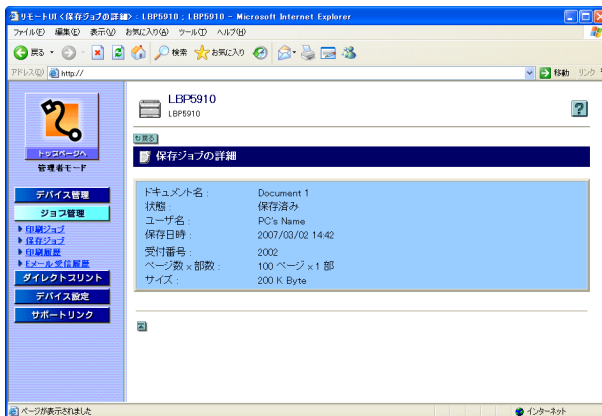 リモートUI <保存ジョブの詳細> : LBP5910 ; LBP5910 - Microsoft Internet Explorer
ファイル(F) 編集(E) 表示(V) お気に入り(A) ツール(T) ヘルプ(H)
戻る 検索 お気に入り
アドレス(D) http:// 移動 リンク
LBP5910
LBP5910
トップページへ
管理者モード
戻る
保存ジョブの詳細
デバイス管理
ジョブ管理
印刷ジョブ
保存ジョブ
印刷履歴
Eメール受信履歴
ダイレクトプリント
デバイス設定
サポートリンク
ドキュメント名 : Document 1
状態 : 保存済み
ユーザ名 : PC's Name
保存日時 : 2007/03/02 14:42
受付番号 : 2002
ページ数 x 部数 : 100 ページ x 1 部
サイズ : 200 K Byte
ページが表示されました インターネット